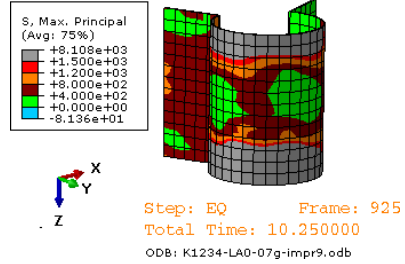 S, Max. Principal
(Avg: 75%)
+8.108e+03
+1.500e+03
+1.200e+03
+8.000e+02
+4.000e+02
+0.000e+00
-8.136e+01
X
Y
Z
Step: EQ Frame: 925
Total Time: 10.250000
ODB: K1234-LA0-07g-impr9.odb